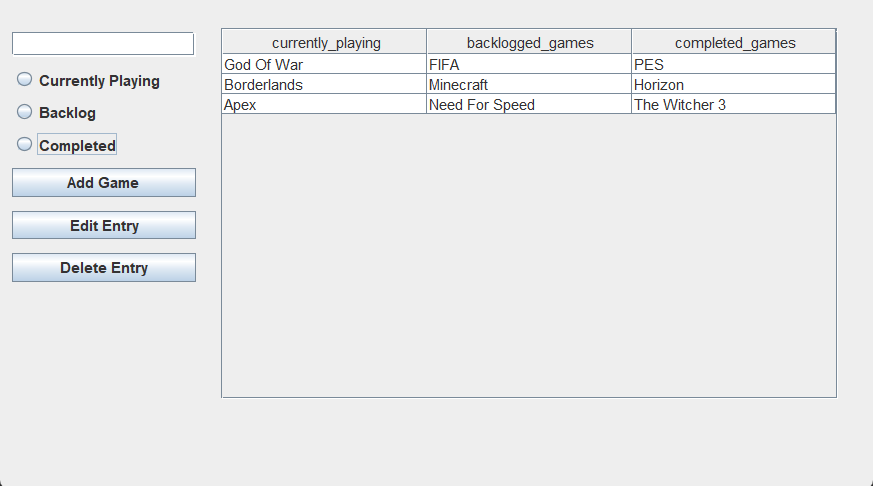 Currently Playing
Backlog
Completed
Add Game
Edit Entry
Delete Entry
currently_playing backlogged_games completed_games
God Of War FIFA PES
Borderlands Minecraft Horizon
Apex Need For Speed The Witcher 3